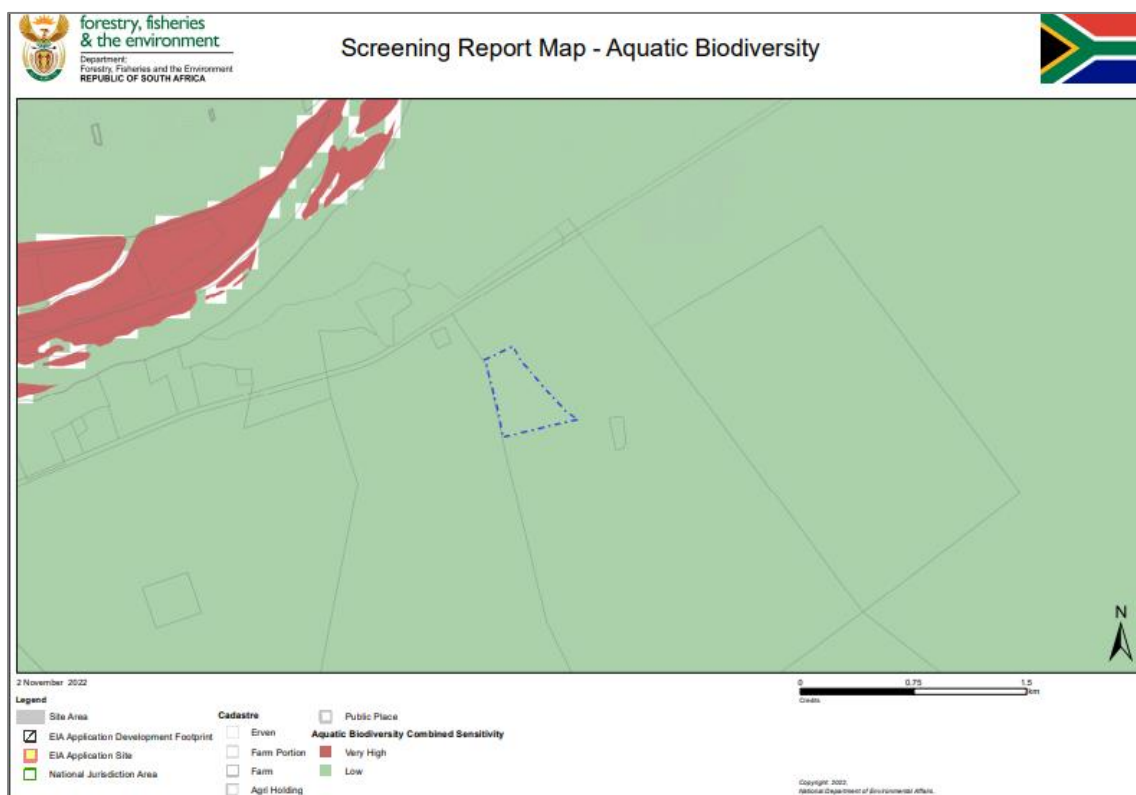 forestry, fisheries
& the environment
Department:
Forestry, Fisheries and the Environment
REPUBLIC OF SOUTH AFRICA
Screening Report Map - Aquatic Biodiversity
N
2 November 2022
0 0.75 1.5
km
Credits
Legend
Site Area
EIA Application Development Footprint
EIA Application Site
National Jurisdiction Area
Cadastre
Erven
Farm Portion
Farm
Agri Holding
Public Place
Aquatic Biodiversity Combined Sensitivity
Very High
Low
Copyright: 2022.
National Department of Environmental Affairs.